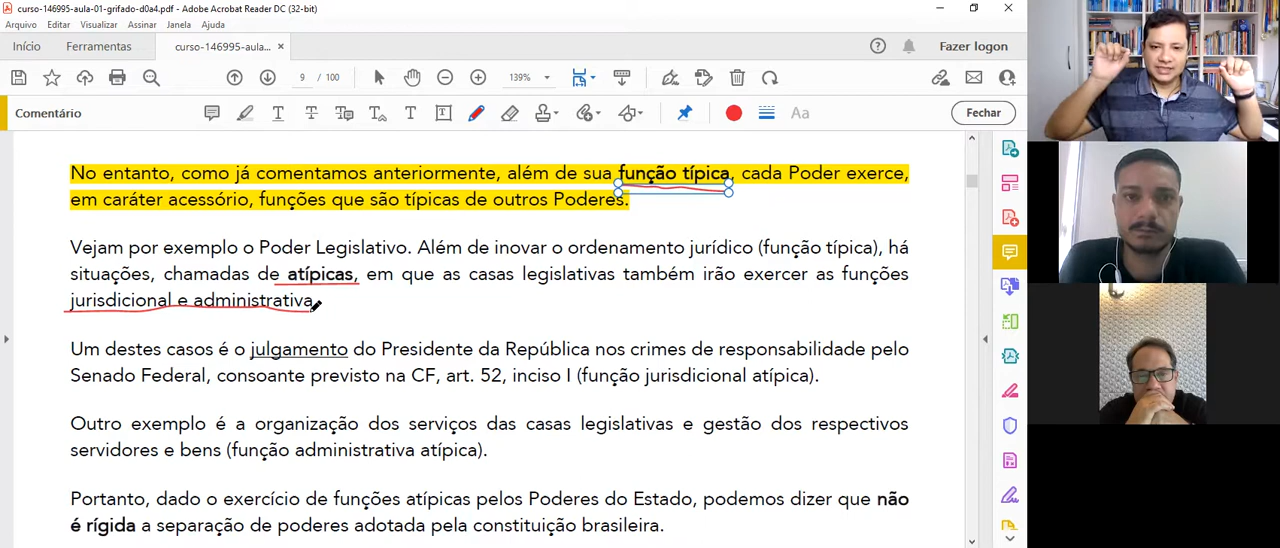 curso-146995-aula-01-grifado-d0a4.pdf - Adobe Acrobat Reader DC (32-bit)
Arquivo Editar Visualizar Assinar Janela Ajuda
Início Ferramentas curso-146995-aula... × Fazer logon
9 / 100 139%
Comentário Aa Fechar
No entanto, como já comentamos anteriormente, além de sua função típica, cada Poder exerce,
em caráter acessório, funções que são típicas de outros Poderes.
Vejam por exemplo o Poder Legislativo. Além de inovar o ordenamento jurídico (função típica), há
situações, chamadas de atípicas, em que as casas legislativas também irão exercer as funções
jurisdicional e administrativa
Um destes casos é o julgamento do Presidente da República nos crimes de responsabilidade pelo
Senado Federal, consoante previsto na CF, art. 52, inciso I (função jurisdicional atípica).
Outro exemplo é a organização dos serviços das casas legislativas e gestão dos respectivos
servidores e bens (função administrativa atípica).
Portanto, dado o exercício de funções atípicas pelos Poderes do Estado, podemos dizer que não
é rígida a separação de poderes adotada pela constituição brasileira.